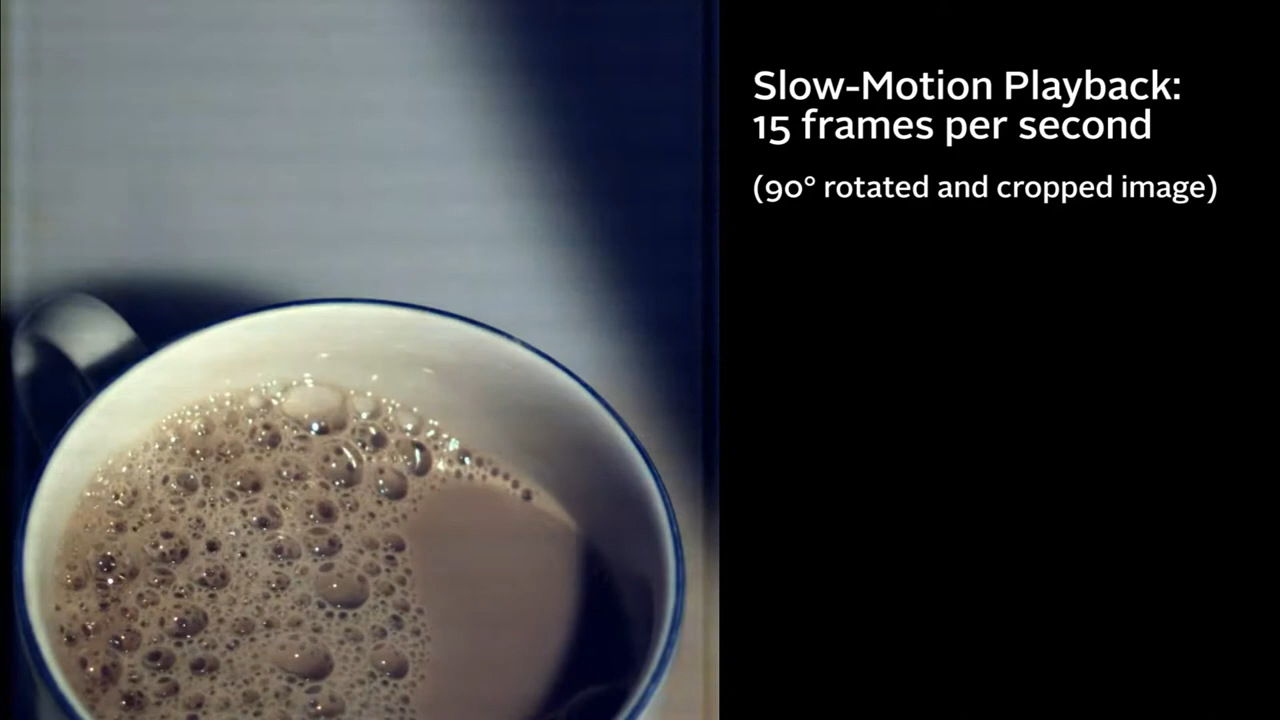 Slow-Motion Playback:
15 frames per second
(90° rotated and cropped image)